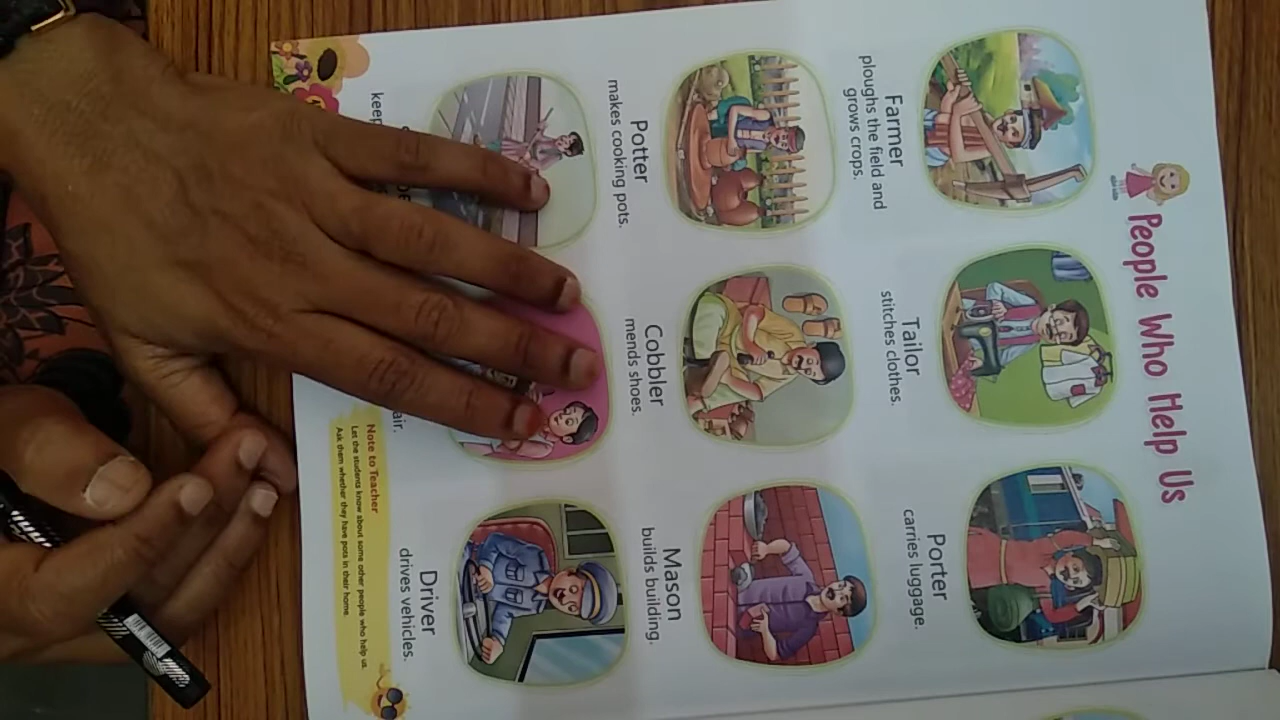 People Who Help Us
Farmer
ploughs the field and
grows crops.
Tailor
stitches clothes.
Porter
carries luggage.
Potter
makes cooking pots.
Cobbler
mends shoes.
Mason
builds building.
Driver
drives vehicles.
Note to Teacher
Let the students know about some other people who help us.
Ask them whether they have pots in their home.